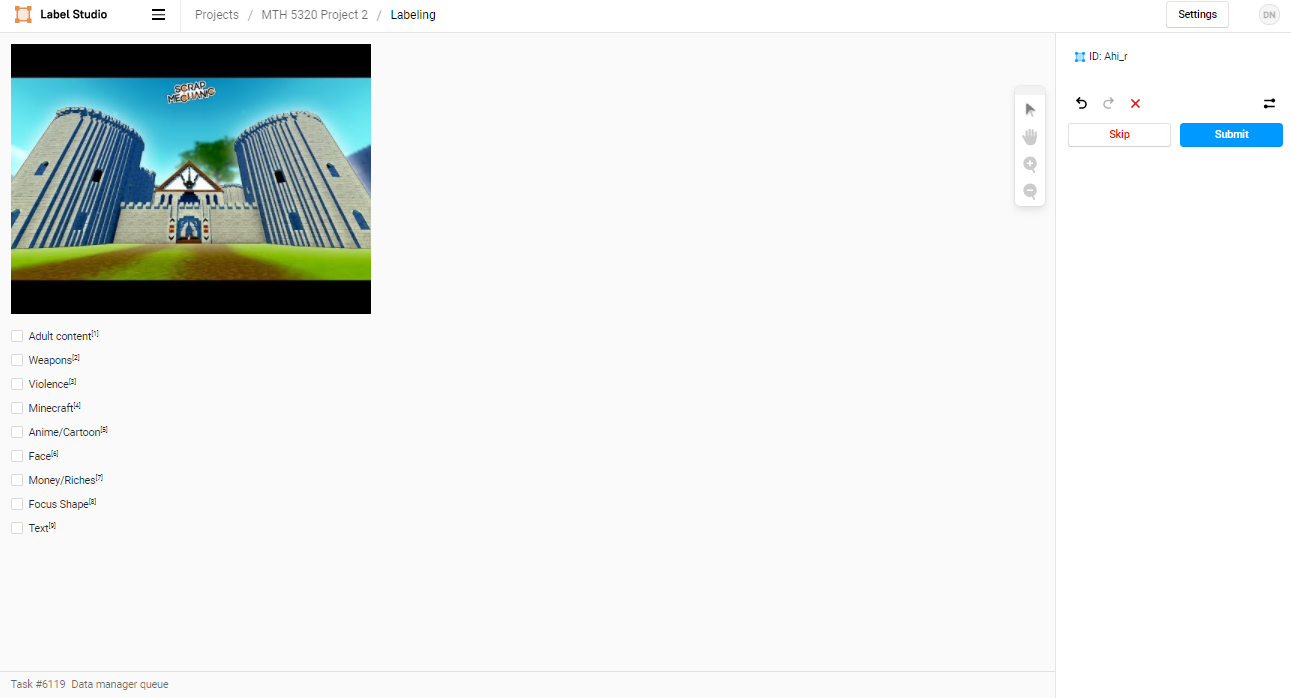 Label Studio
Projects / MTH 5320 Project 2 / Labeling
Settings
DN
SCRAP
MECHANIC
ID: Ahi_r
Skip
Submit
Adult content[1]
Weapons[2]
Violence[3]
Minecraft[4]
Anime/Cartoon[5]
Face[6]
Money/Riches[7]
Focus Shape[8]
Text[9]
Task #6119 Data manager queue